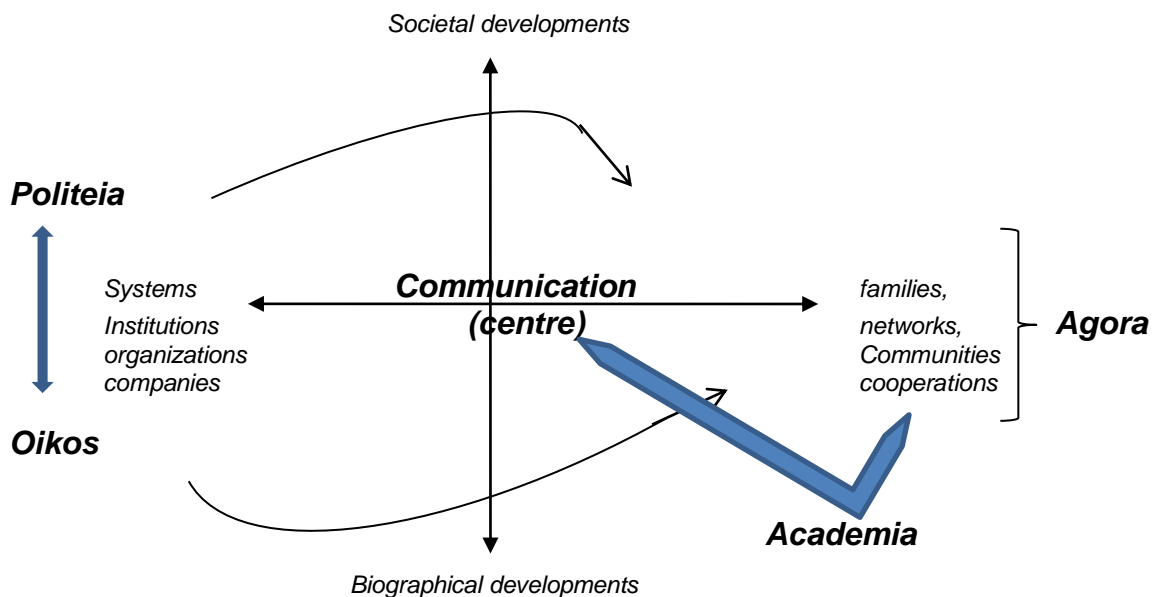 Societal developments
Politeia
Systems
Institutions
organizations
companies
Oikos
Communication
(centre)
families,
networks,
Communities
cooperations
Agora
Academia
Biographical developments